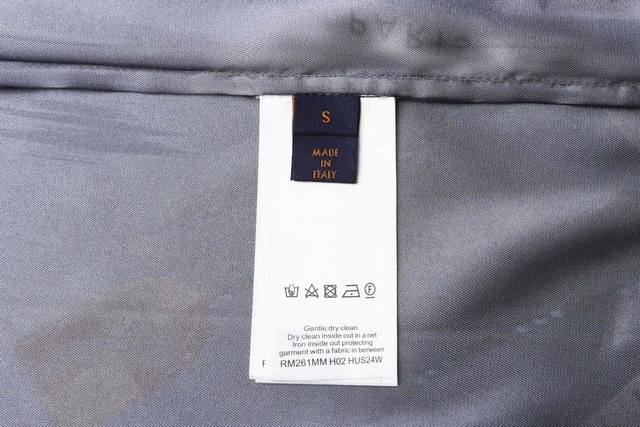 S
MADE
IN
ITALY
Gentle dry clean
Dry clean inside out in a net
Iron inside out protecting
garment with a fabric in berween
F RM261MM H02 HUS24W